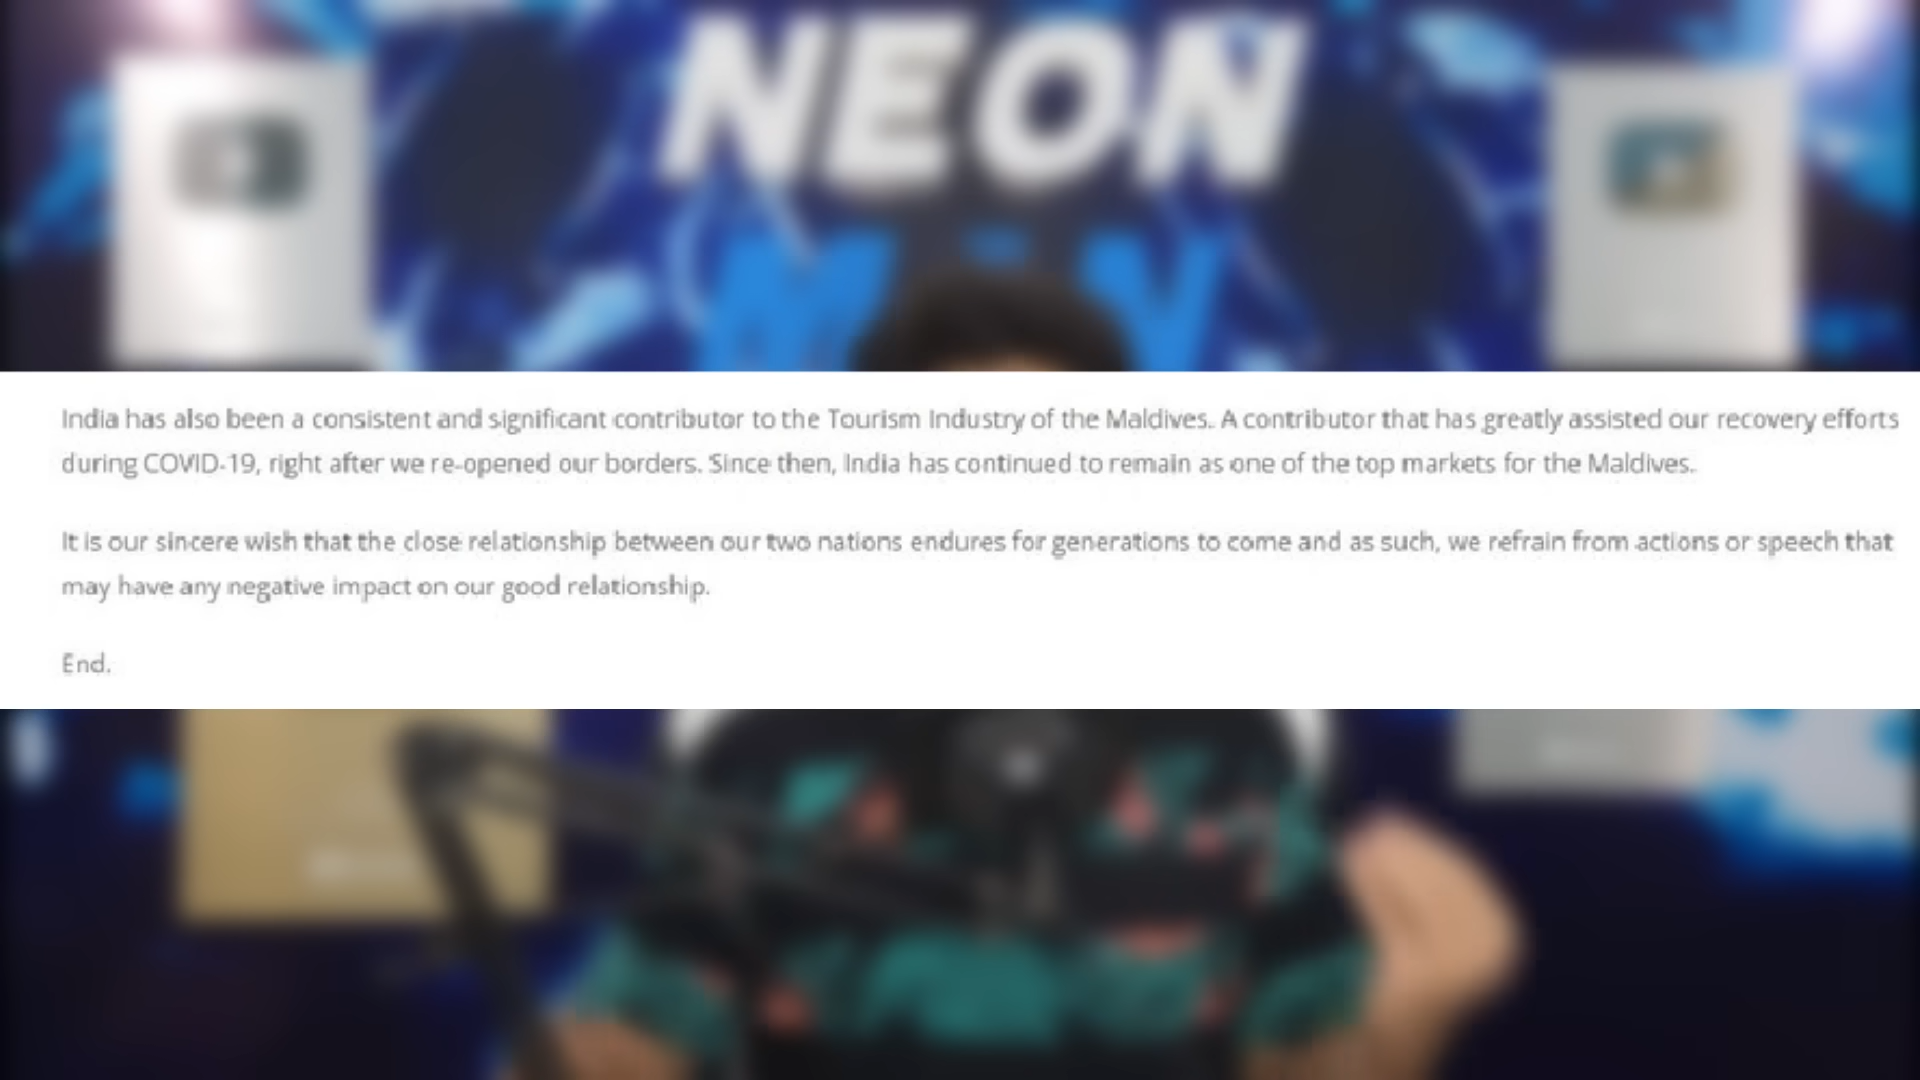 NEON
India has also been a consistent and significant contributor to the Tourism Industry of the Maldives. A contributor that has greatly assisted our recovery efforts
during COVID-19, right after we re-opened our borders. Since then, India has continued to remain as one of the top markets for the Maldives.
It is our sincere wish that the close relationship between our two nations endures for generations to come and as such, we refrain from actions or speech that
may have any negative impact on our good relationship.
End.